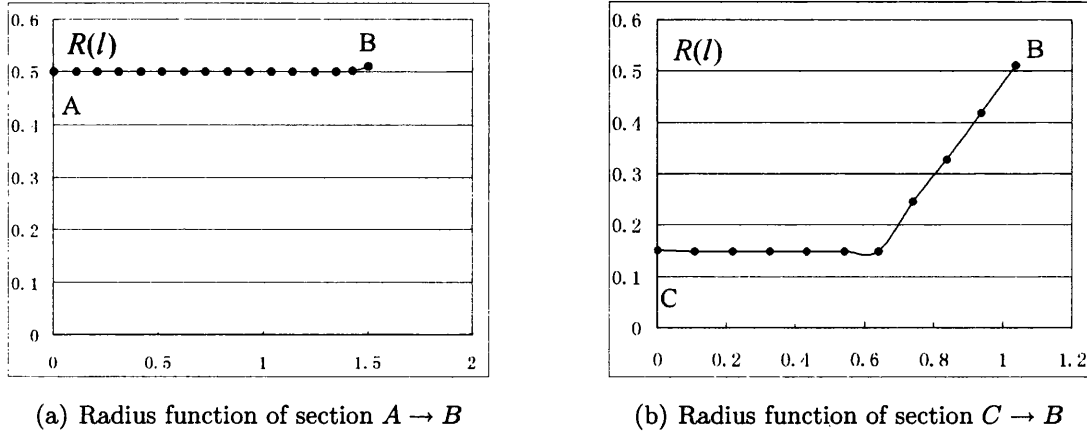 0.6
R(l)
B
0.5
A
0.4
0.3
0.2
0.1
0
0 0.5 1 1.5 2
(a) Radius function of section A → B
0.6
R(l)
B
0.5
0.4
0.3
0.2
0.1
C
0
0 0.2 0.4 0.6 0.8 1 1.2
(b) Radius function of section C → B